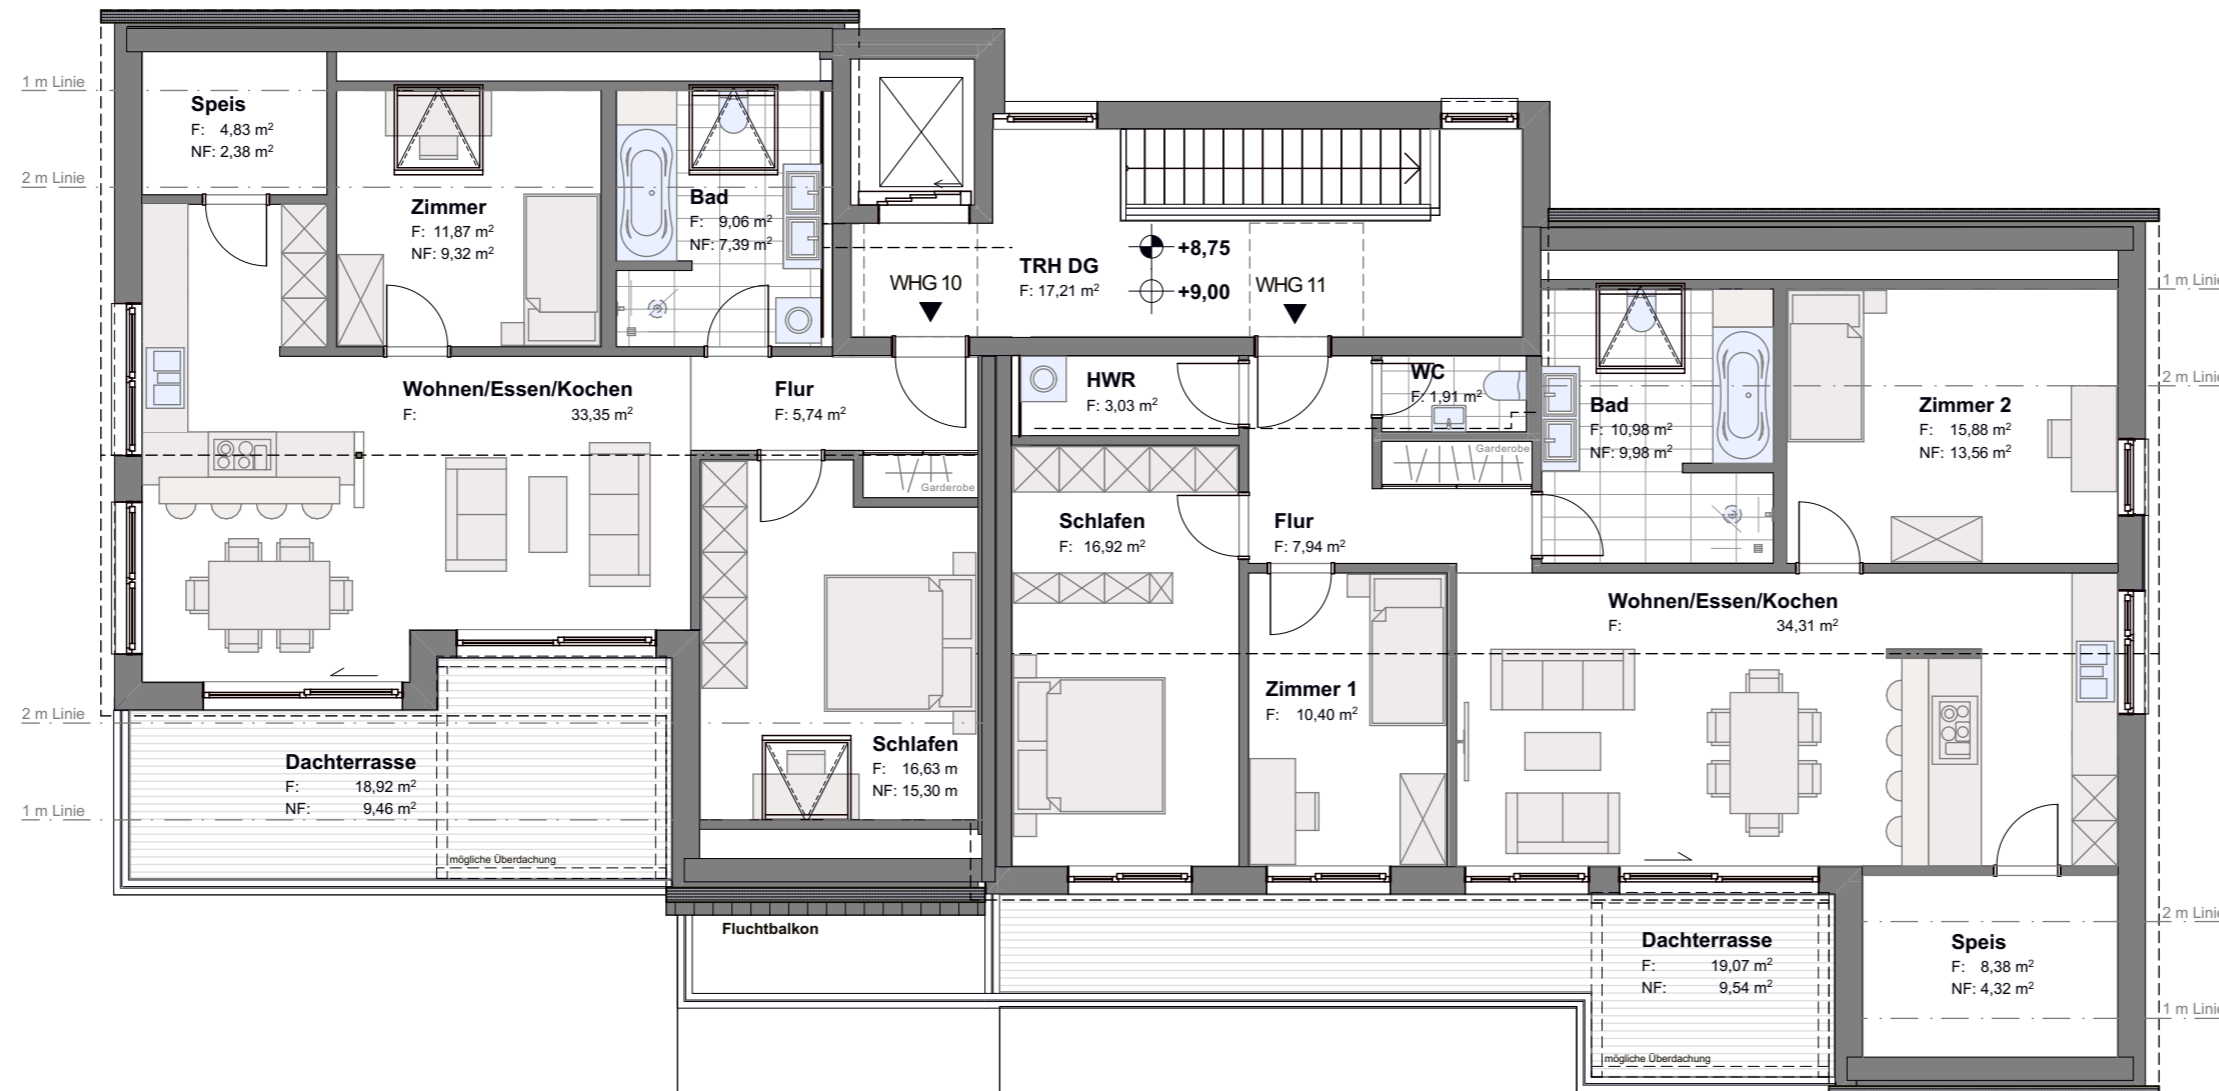 1 m Linie
Speis
F: 4,83 m²
NF: 2,38 m²
2 m Linie
Zimmer
F: 11,87 m²
NF: 9,32 m²
Bad
F: 9,06 m²
NF: 7,39 m²
WHG 10
TRH DG
F: 17,21 m²
+8,75
+9,00
WHG 11
1 m Linie
2 m Linie
Wohnen/Essen/Kochen
F: 33,35 m²
Flur
F: 5,74 m²
Garderobe
HWR
F: 3,03 m²
WC
F: 1,91 m²
Garderobe
Bad
F: 10,98 m²
NF: 9,98 m²
Zimmer 2
F: 15,88 m²
NF: 13,56 m²
Schlafen
F: 16,92 m²
Flur
F: 7,94 m²
Wohnen/Essen/Kochen
F: 34,31 m²
Zimmer 1
F: 10,40 m²
2 m Linie
Schlafen
F: 16,63 m
NF: 15,30 m
Dachterrasse
F: 18,92 m²
NF: 9,46 m²
1 m Linie
mögliche Überdachung
Fluchtbalkon
2 m Linie
Dachterrasse
F: 19,07 m²
NF: 9,54 m²
Speis
F: 8,38 m²
NF: 4,32 m²
1 m Linie
mögliche Überdachung